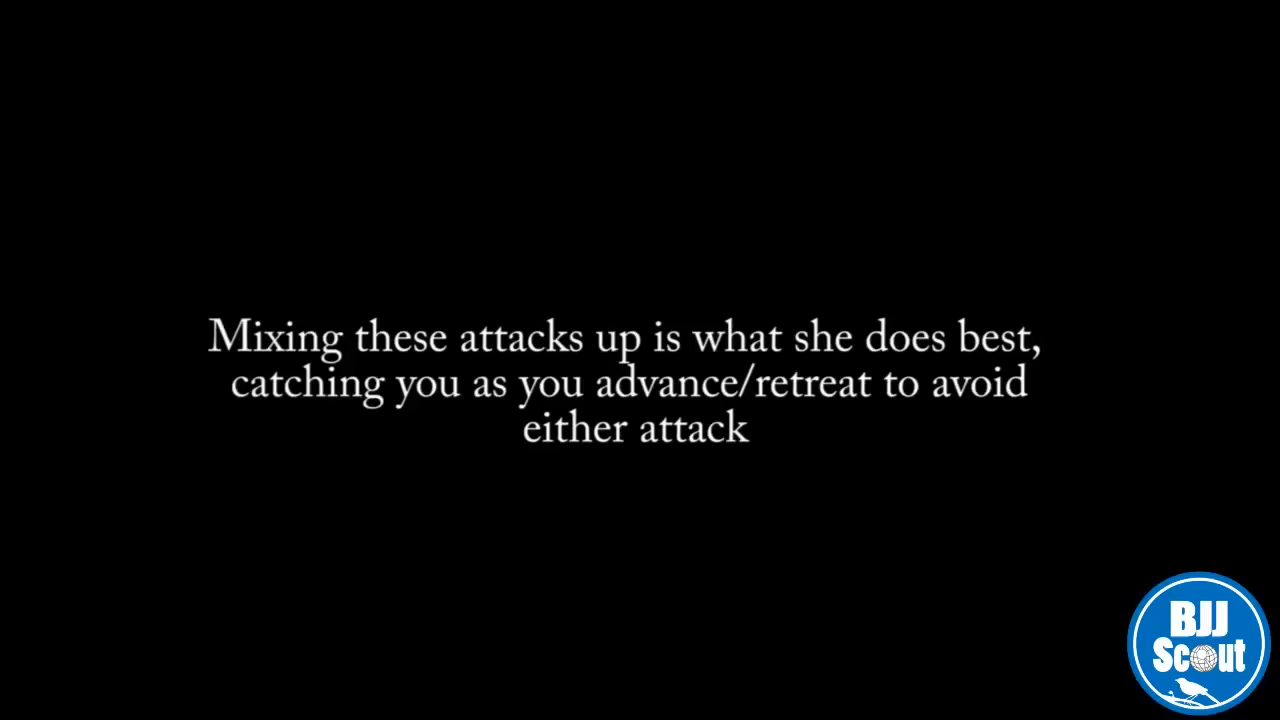 Mixing these attacks up is what she does best,
catching you as you advance/retreat to avoid
either attack
BJJ
Scout